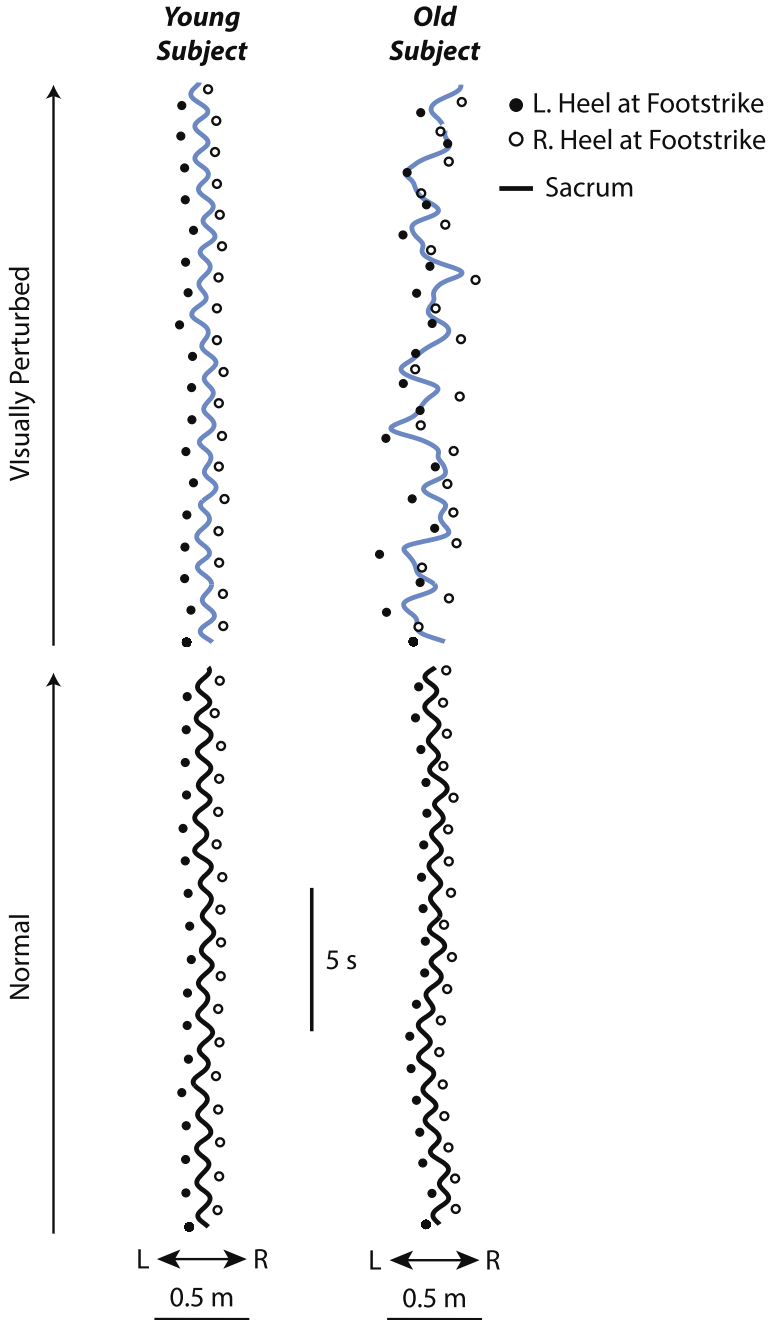 Young
Subject
Old
Subject
L. Heel at Footstrike
R. Heel at Footstrike
Sacrum
VIsually Perturbed
Normal
5 s
L R
L R
0.5 m
0.5 m